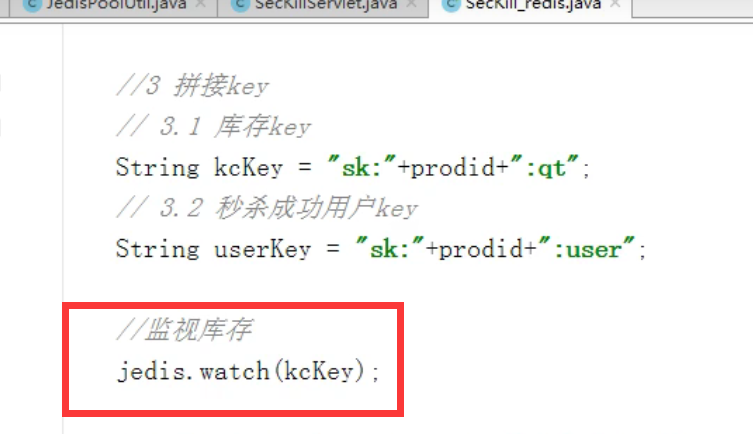 JedisPoolUtil.java SecKillServlet.java SecKill_redis.java
//3 拼接key
// 3.1 库存key
String kcKey = "sk:"+prodid+":qt";
// 3.2 秒杀成功用户key
String userKey = "sk:"+prodid+":user";
//监视库存
jedis.watch(kcKey);